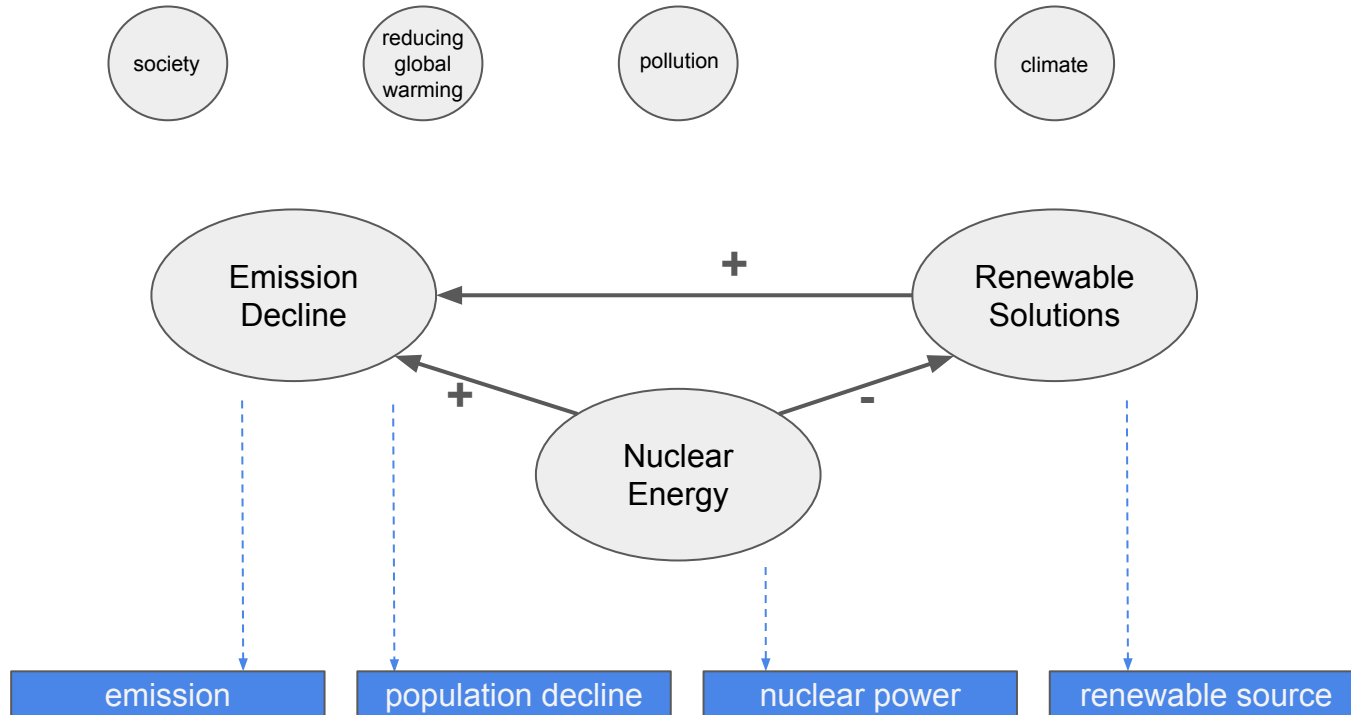 society
reducing
global
warming
pollution
climate
+
Emission
Decline
Renewable
Solutions
+
-
Nuclear
Energy
emission
population decline
nuclear power
renewable source